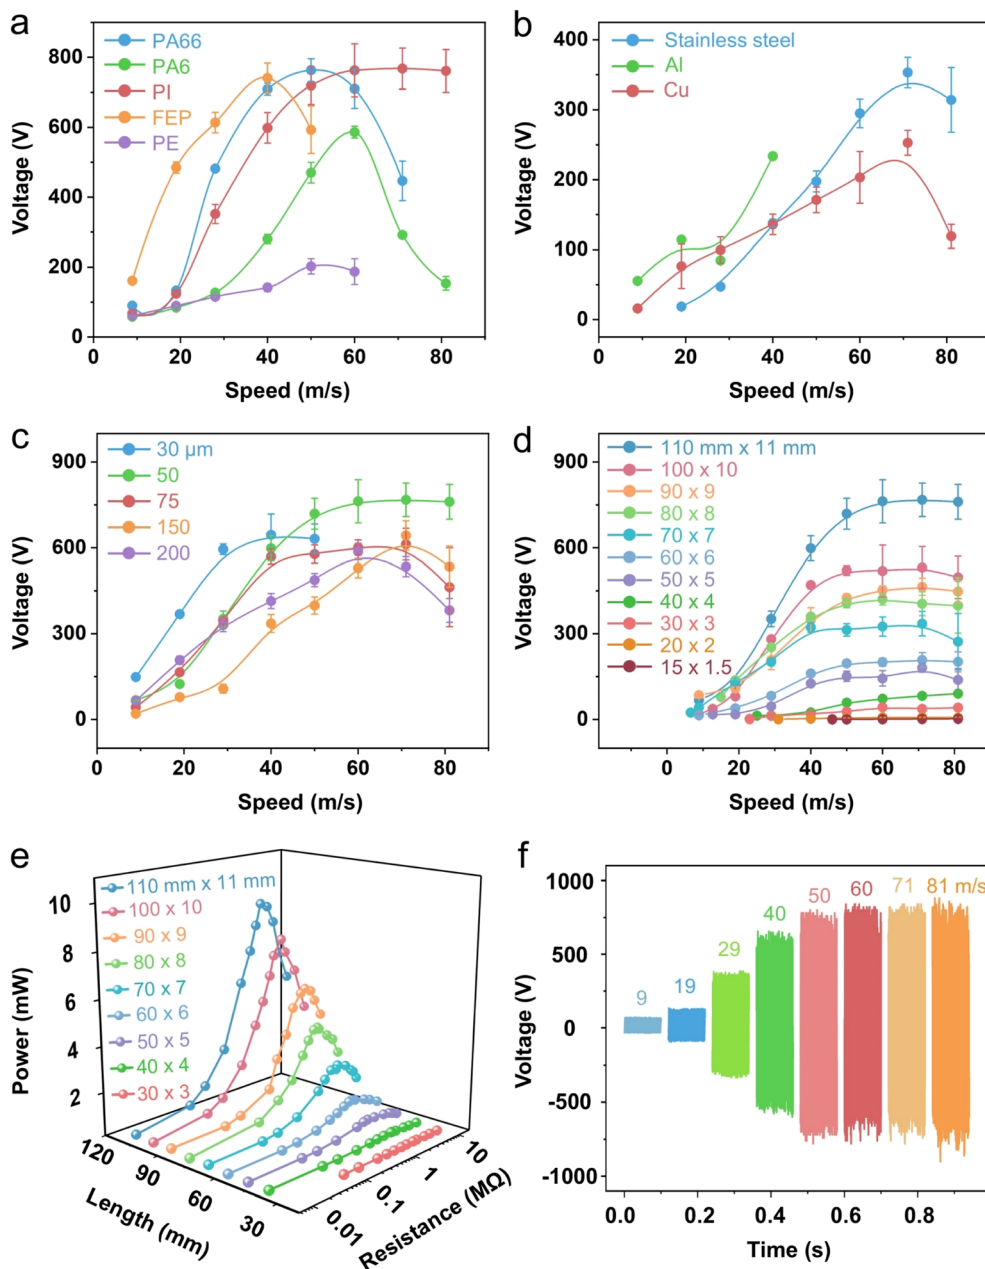 a
PA66
PA6
PI
FEP
PE
800
600
400
200
0
0 20 40 60 80
Voltage (V)
Speed (m/s)
b
Stainless steel
Al
Cu
400
300
200
100
0
0 20 40 60 80
Voltage (V)
Speed (m/s)
c
30 μm
50
75
150
200
900
600
300
0
0 20 40 60 80
Voltage (V)
Speed (m/s)
d
110 mm x 11 mm
100 x 10
90 x 9
80 x 8
70 x 7
60 x 6
50 x 5
40 x 4
30 x 3
20 x 2
15 x 1.5
900
600
300
0
0 20 40 60 80
Voltage (V)
Speed (m/s)
e
110 mm x 11 mm
100 x 10
90 x 9
80 x 8
70 x 7
60 x 6
50 x 5
40 x 4
30 x 3
10
8
6
4
2
Power (mW)
120
90
60
30
Length (mm)
0.01
0.1
1
10
Resistance (MΩ)
f
1000
500
0
-500
-1000
9
19
29
40
50
60
71
81 m/s
0.0 0.2 0.4 0.6 0.8
Voltage (V)
Time (s)